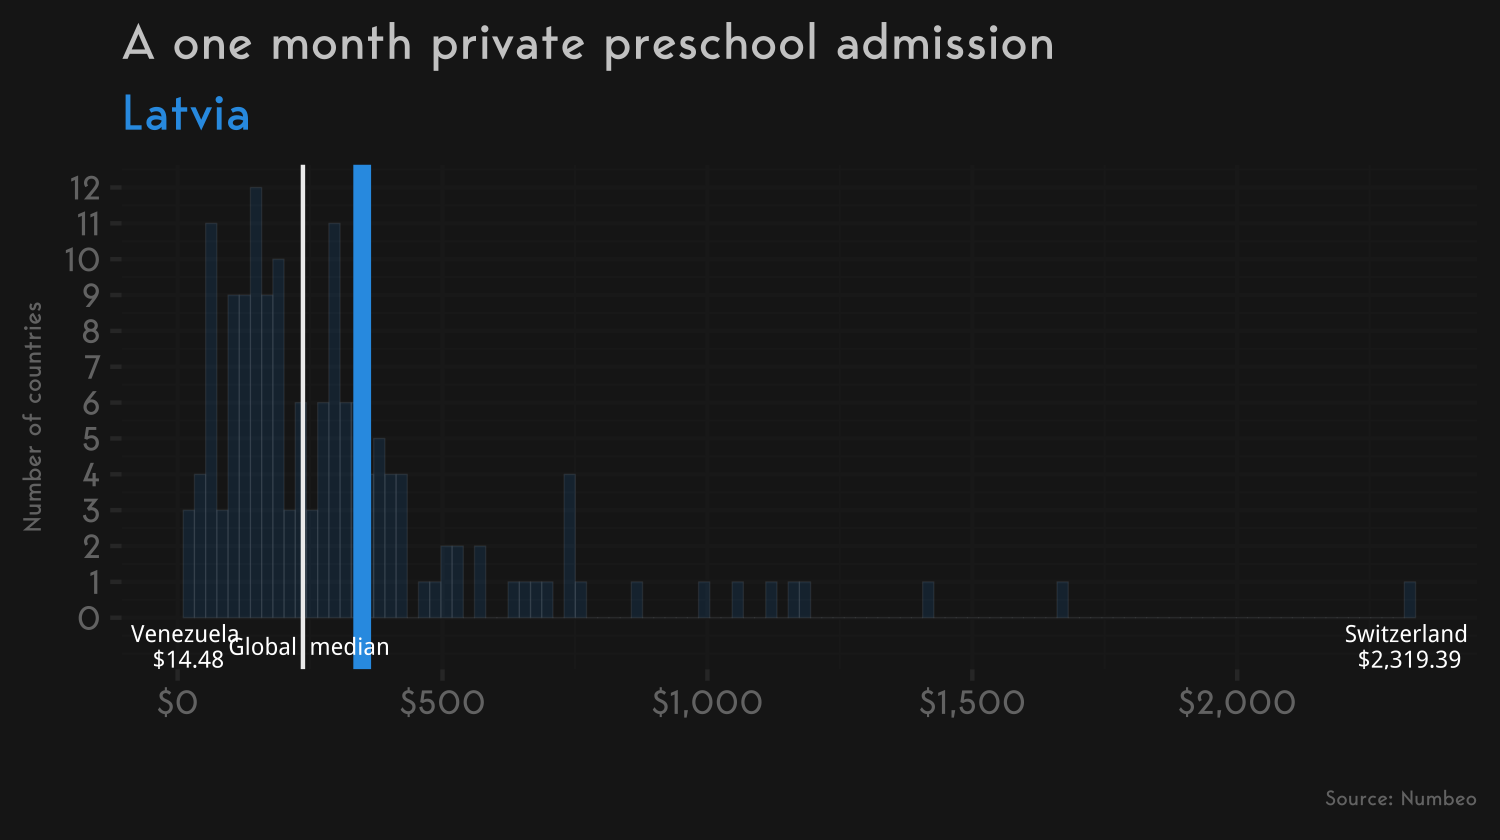 A one month private preschool admission
Latvia
Number of countries
12
11
10
9
8
7
6
5
4
3
2
1
0
Venezuela
$14.48
Global median
Switzerland
$2,319.39
$0 $500 $1,000 $1,500 $2,000
Source: Numbeo